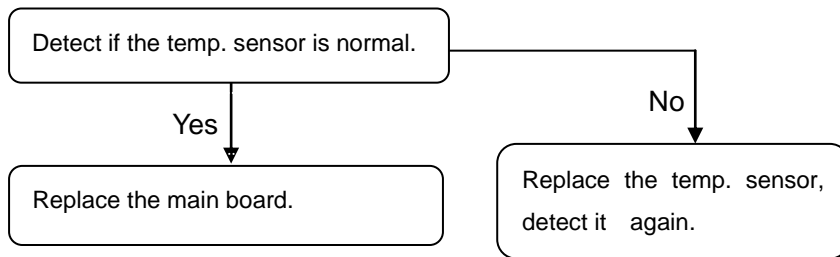 Detect if the temp. sensor is normal.
No
Yes
Replace the temp. sensor,
detect it again.
Replace the main board.